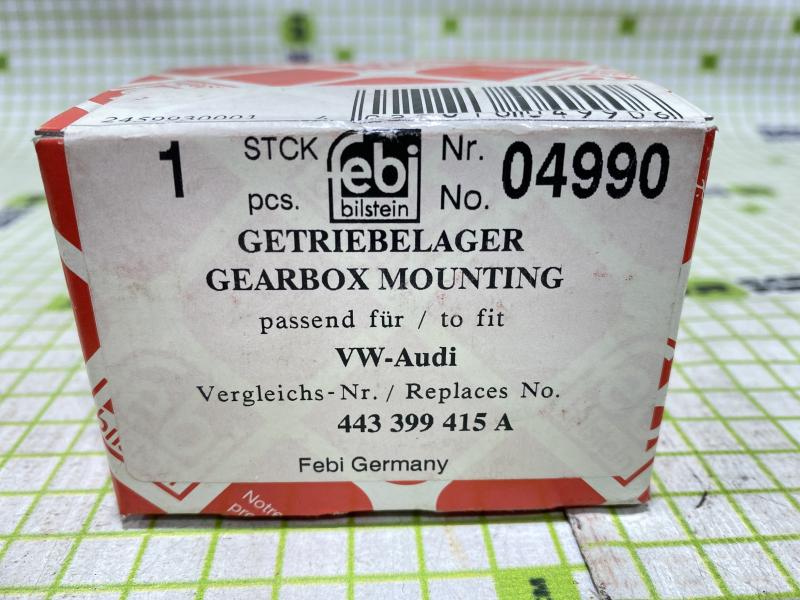 2459930001
1 STCK pcs. febi bilstein Nr. No. 04990
GETRIEBELAGER
GEARBOX MOUNTING
passend für / to fit
VW-Audi
Vergleichs-Nr. / Replaces No.
443 399 415 A
Febi Germany